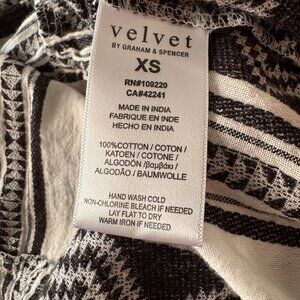 velvet
BY GRAHAM & SPENCER
XS
RN#109220
CA#42241
MADE IN INDIA
FABRIQUE EN INDE
HECHO EN INDIA
100%COTTON / COTON /
KATOEN / COTONE /
ALGODÓN /βαμβάκι /
ALGODÃO / BAUMWOLLE
HAND WASH COLD
NON-CHLORINE BLEACH IF NEEDED
LAY FLAT TO DRY
WARM IRON IF NEEDED